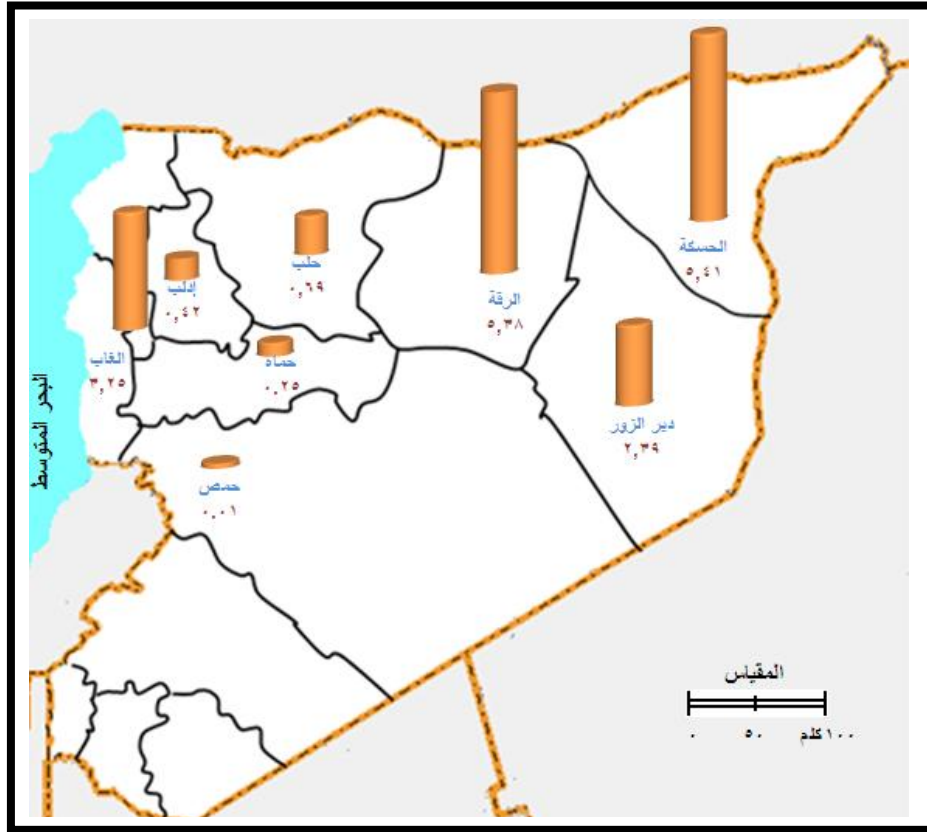 الحسكة
٥,٤١
الرقة
٥,٣٨
حلب
٠,٦٩
إدلب
٠,٤٢
الغاب
٣,٢٥
حماه
٠,٢٥
دير الزور
٢,٣٩
حمص
٠,٠١
البحر المتوسط
المقياس
٠ ٥٠ ١٠٠ كلم